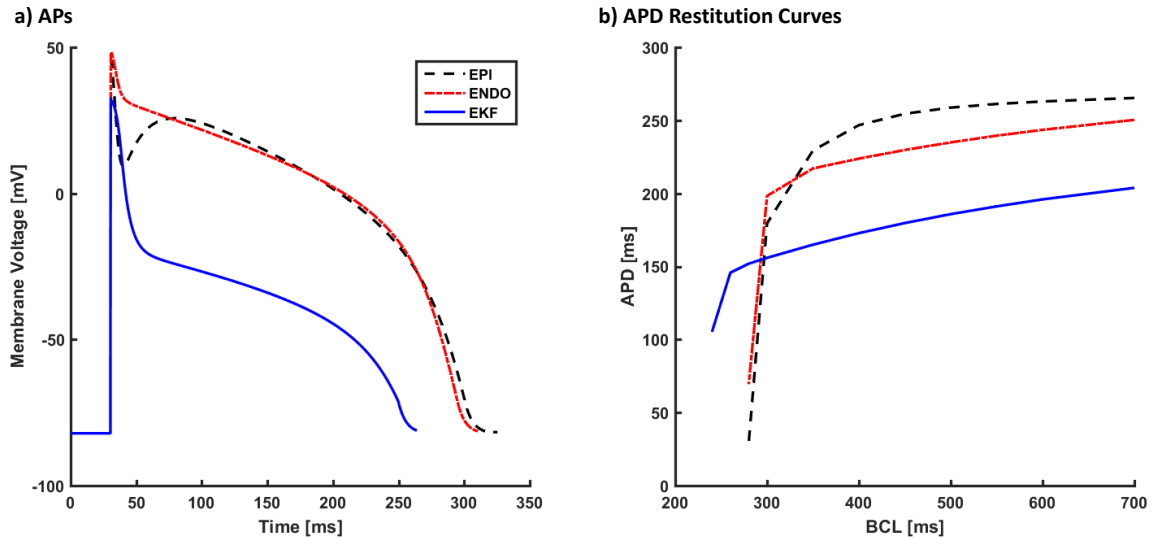 a) APs
b) APD Restitution Curves
50
0
-50
-100
Membrane Voltage [mV]
0
50
100
150
200
250
300
350
Time [ms]
EPI
ENDO
EKF
300
250
200
150
100
50
0
APD [ms]
200
300
400
500
600
700
BCL [ms]